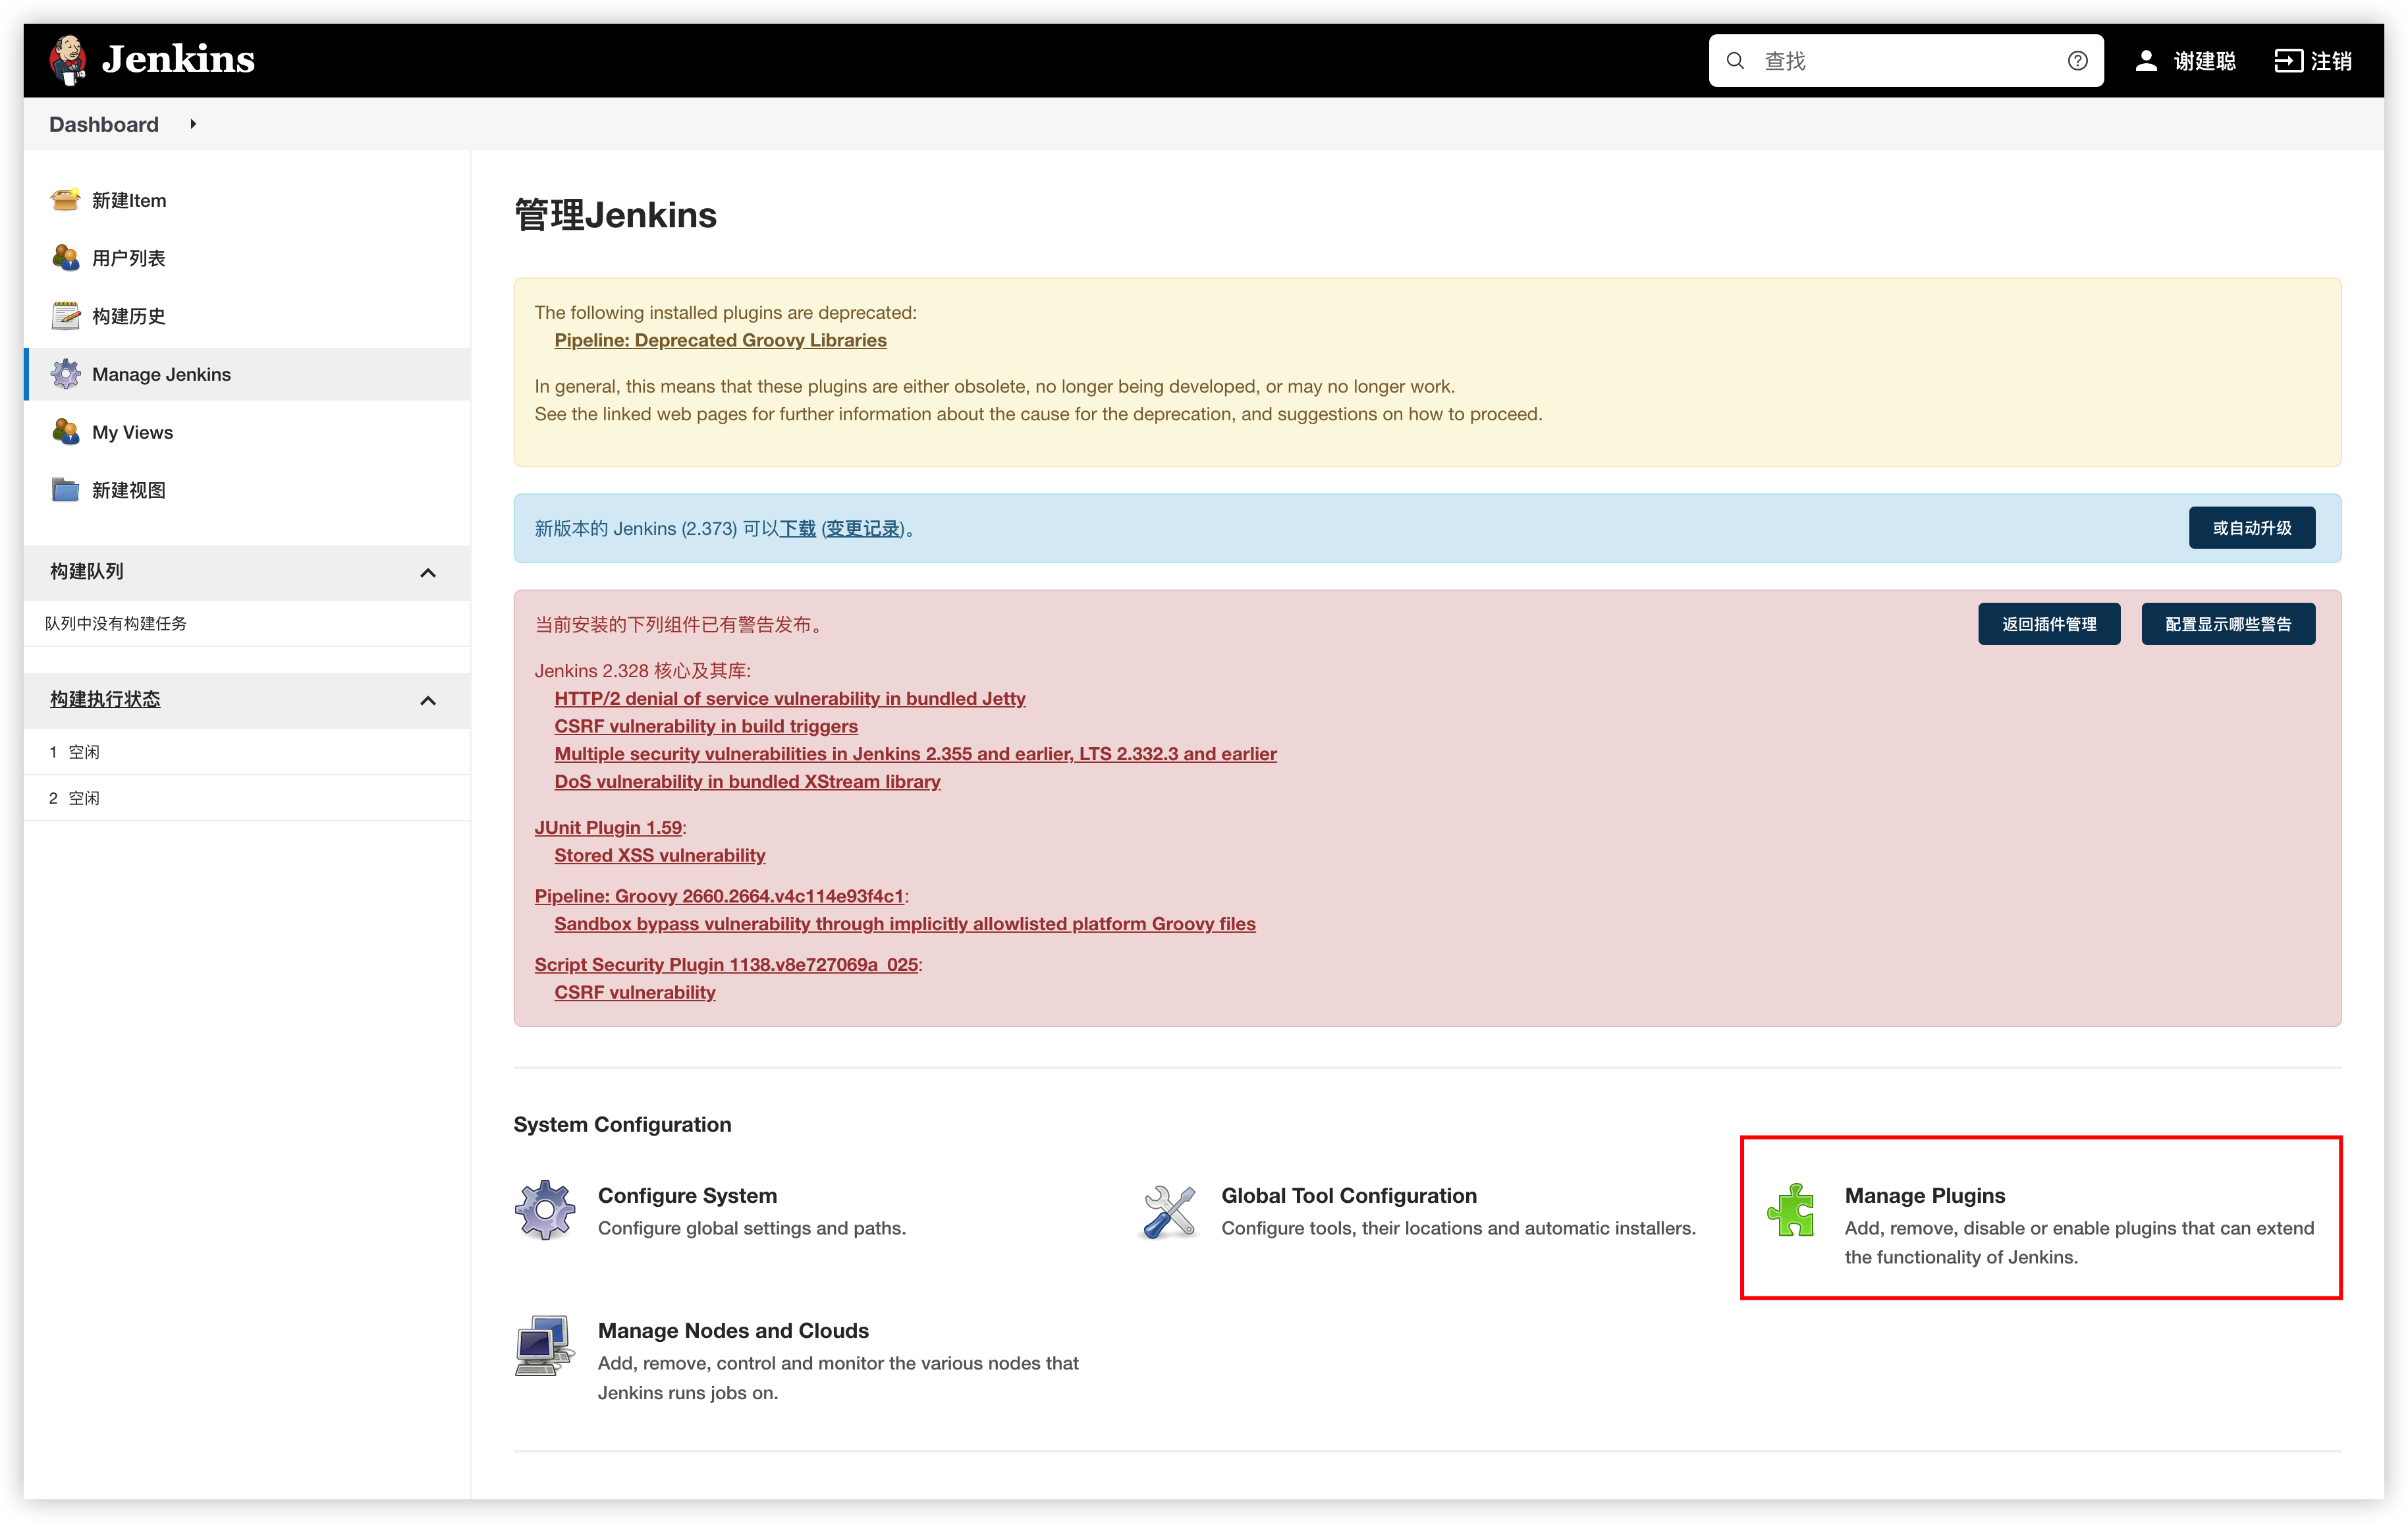 Jenkins
查找
谢建聪
注销
Dashboard
新建Item
用户列表
构建历史
Manage Jenkins
My Views
新建视图
构建队列
队列中没有构建任务
构建执行状态
1 空闲
2 空闲
管理Jenkins
The following installed plugins are deprecated:
Pipeline: Deprecated Groovy Libraries
In general, this means that these plugins are either obsolete, no longer being developed, or may no longer work.
See the linked web pages for further information about the cause for the deprecation, and suggestions on how to proceed.
新版本的 Jenkins (2.373) 可以下载 (变更记录)。
或自动升级
当前安装的下列组件已有警告发布。
返回插件管理
配置显示哪些警告
Jenkins 2.328 核心及其库:
HTTP/2 denial of service vulnerability in bundled Jetty
CSRF vulnerability in build triggers
Multiple security vulnerabilities in Jenkins 2.355 and earlier, LTS 2.332.3 and earlier
DoS vulnerability in bundled XStream library
JUnit Plugin 1.59:
Stored XSS vulnerability
Pipeline: Groovy 2660.2664.v4c114e93f4c1:
Sandbox bypass vulnerability through implicitly allowlisted platform Groovy files
Script Security Plugin 1138.v8e727069a_025:
CSRF vulnerability
System Configuration
Configure System
Configure global settings and paths.
Global Tool Configuration
Configure tools, their locations and automatic installers.
Manage Plugins
Add, remove, disable or enable plugins that can extend
the functionality of Jenkins.
Manage Nodes and Clouds
Add, remove, control and monitor the various nodes that
Jenkins runs jobs on.